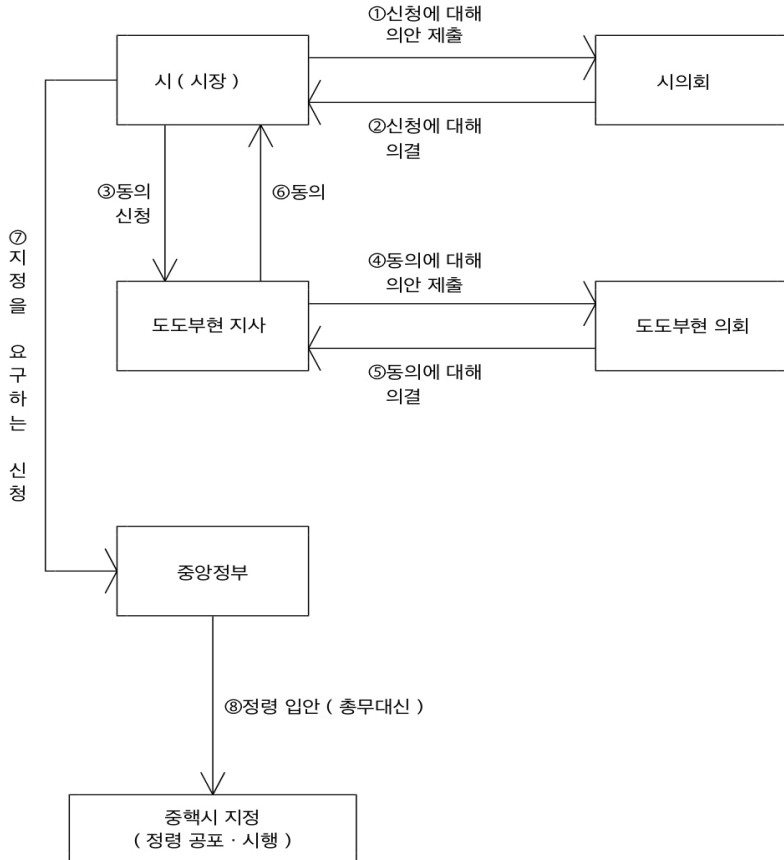 ①신청에 대해
의안 제출
시 ( 시장 )
시의회
②신청에 대해
의결
③동의
신청
⑥동의
④동의에 대해
의안 제출
도도부현 지사
도도부현 의회
⑤동의에 대해
의결
⑦지정을 요구하는 신청
중앙정부
⑧정령 입안 ( 총무대신 )
중핵시 지정
( 정령 공포 · 시행 )